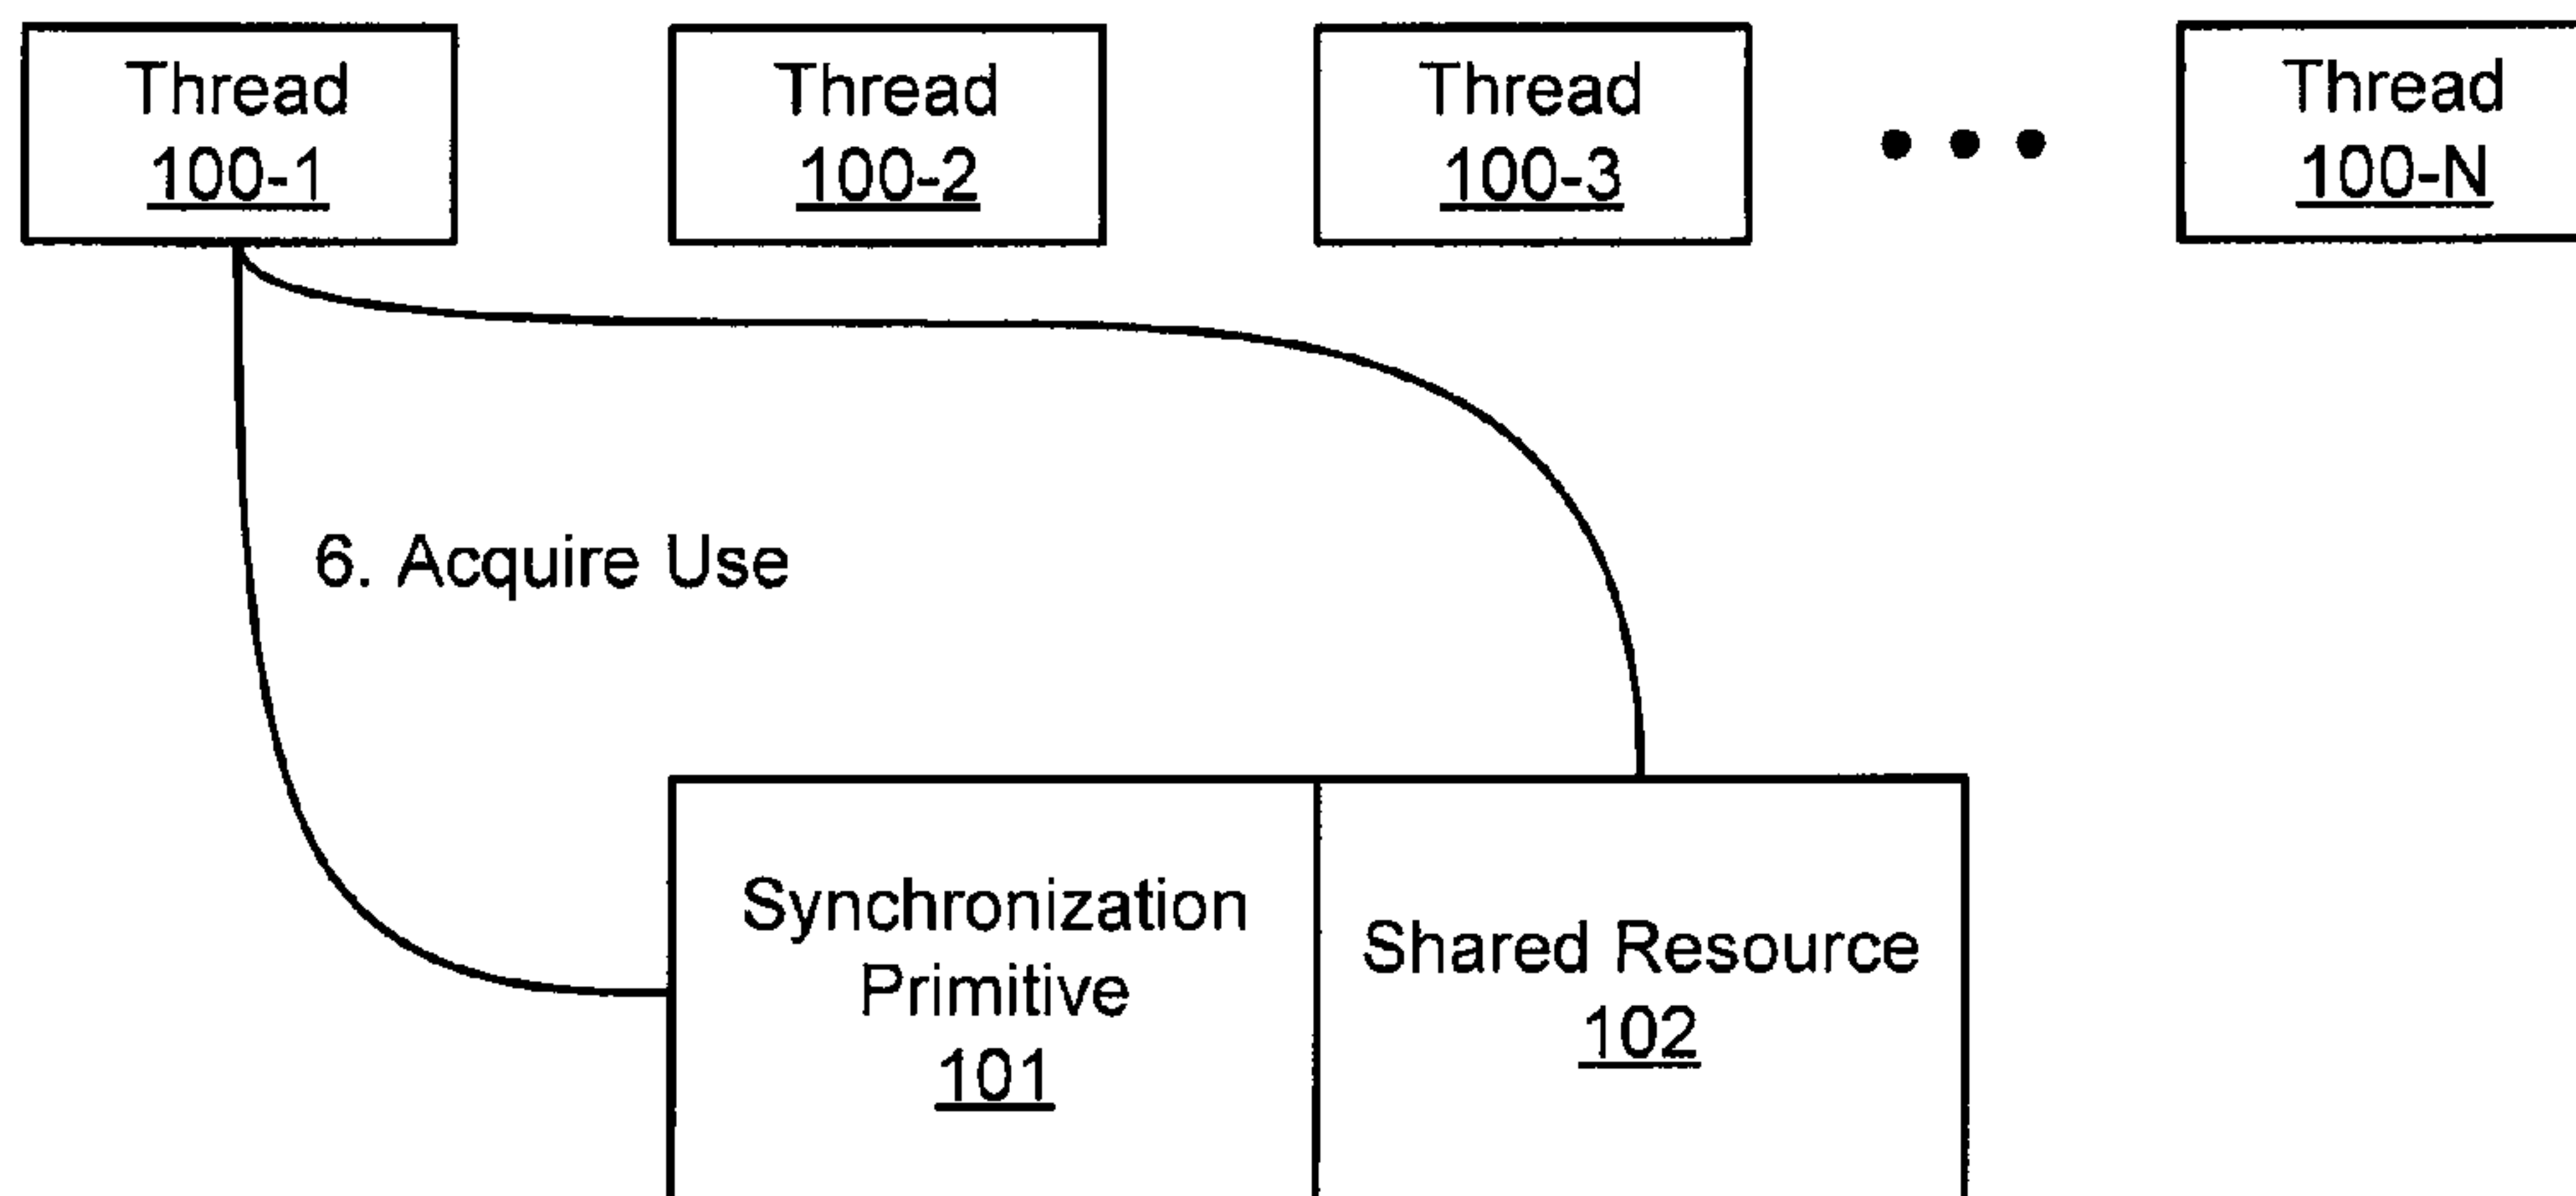 Thread
100-1
Thread
100-2
Thread
100-3
Thread
100-N
6. Acquire Use
Synchronization
Primitive
101
Shared Resource
102